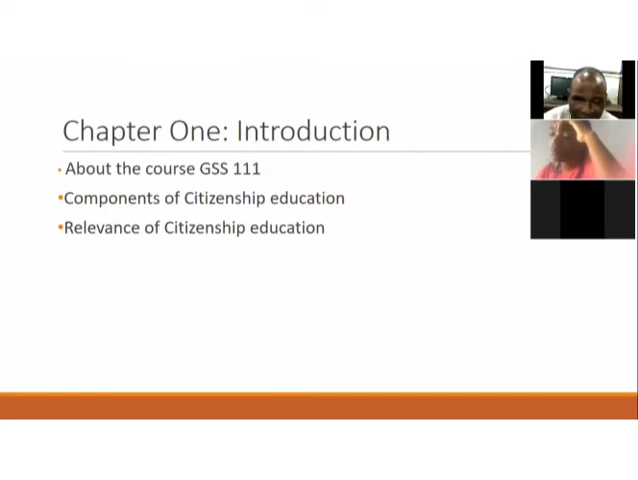 Chapter One: Introduction
• About the course GSS 111
•Components of Citizenship education
•Relevance of Citizenship education